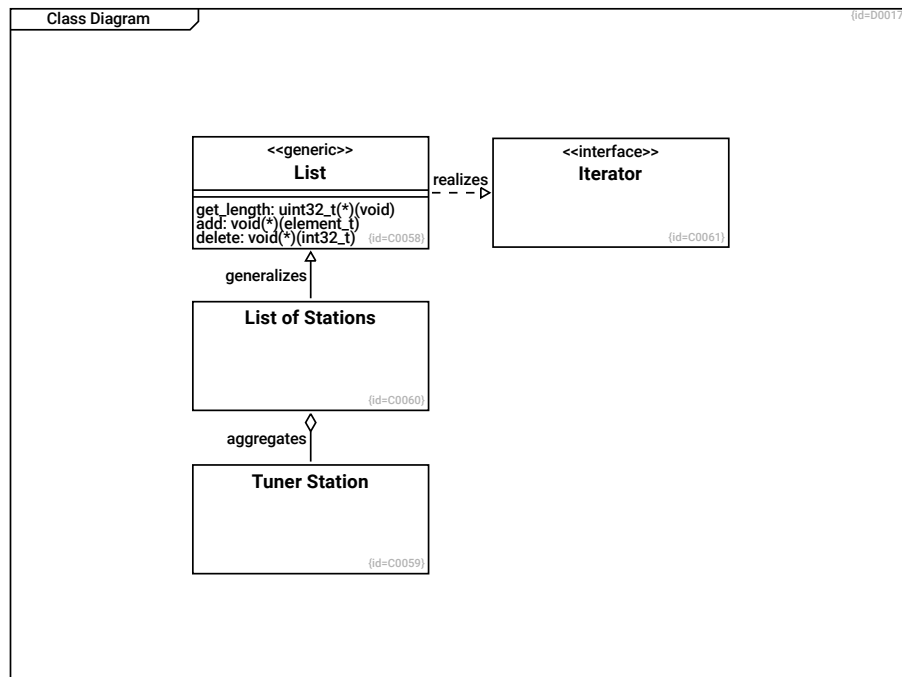 Class Diagram
{id=D0017
<<generic>>
List
get_length: uint32_t(*)(void)
add: void(*)(element_t)
delete: void(*)(int32_t)
{id=C0058}
realizes
<<interface>>
Iterator
{id=C0061}
generalizes
List of Stations
{id=C0060}
aggregates
Tuner Station
{id=C0059}